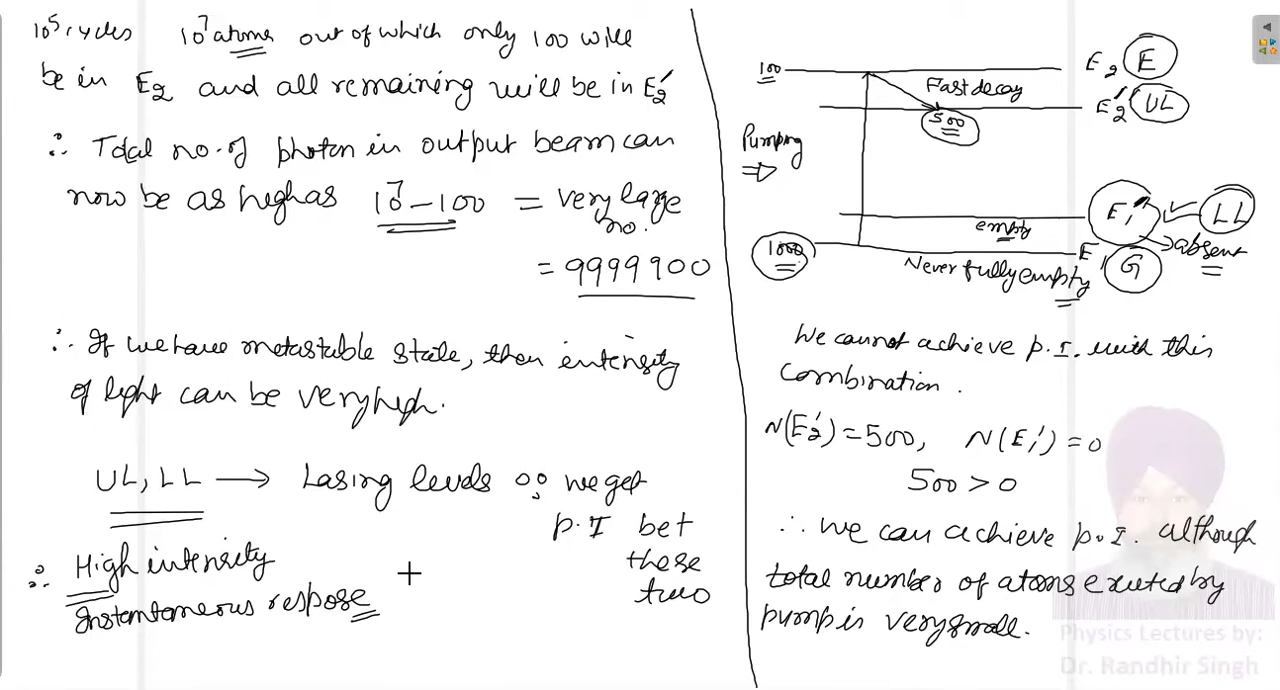 10⁵ cycles 10⁷ atoms out of which only 100 will
be in E₂ and all remaining will be in E₂′
∴ Total no. of photon in output beam can
now be as high as 10⁷ – 100 = very large
no.
= 9999900
∴ If we have metastable state, then intensity
of light can be very high.
UL, LL → Lasing levels ∵ we get
P.I bet
these
two
∴ High intensity +
Instantaneous respose
100 E₂ E
Fast decay E₂′ UL
500
Pumping
⇒
empty E₁′ LL
absent
1000 E₁ G
Never fully empty
We cannot achieve P.I. with this
combination.
N(E₂′) = 500, N(E₁′) = 0
500 > 0
∴ We can achieve P.I. although
total number of atoms excited by
pump is very small.
Physics Lectures by:
Dr. Randhir Singh